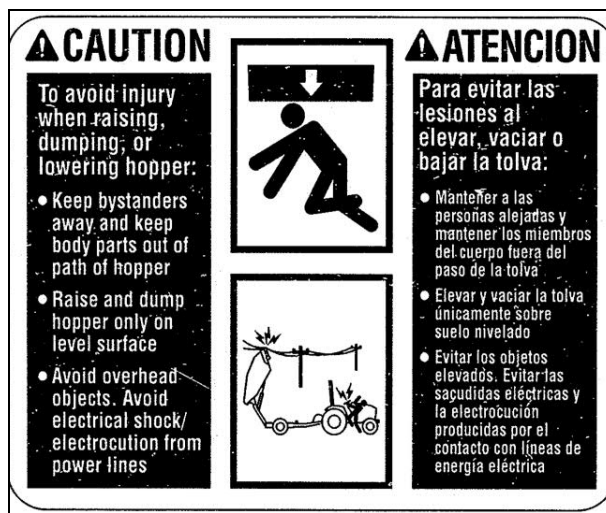 CAUTION
To avoid injury
when raising,
dumping, or
lowering hopper:
• Keep bystanders
away and keep
body parts out of
path of hopper
• Raise and dump
hopper only on
level surface
• Avoid overhead
objects. Avoid
electrical shock/
electrocution from
power lines
ATENCION
Para evitar las
lesiones al
elevar, vaciar o
bajar la tolva:
• Mantener a las
personas alejadas y
mantener los miembros
del cuerpo fuera del
paso de la tolva
• Elevar y vaciar la tolva
únicamente sobre
suelo nivelado
• Evitar los objetos
elevados. Evitar las
sacudidas eléctricas y
la electrocución
producidas por el
contacto con líneas de
energía eléctrica